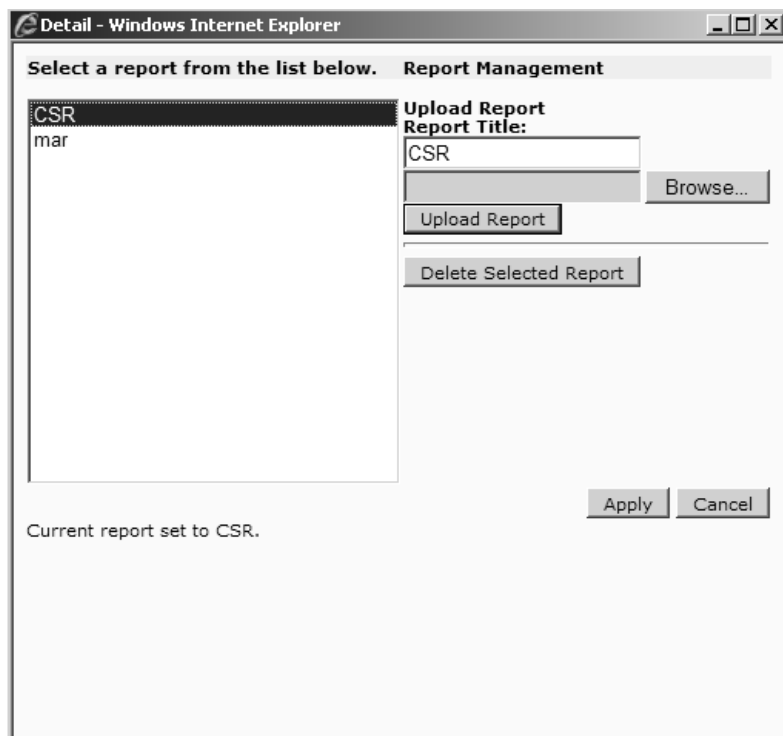 Detail - Windows Internet Explorer
Select a report from the list below.
CSR
mar
Report Management
Upload Report
Report Title:
CSR
Browse...
Upload Report
Delete Selected Report
Apply Cancel
Current report set to CSR.